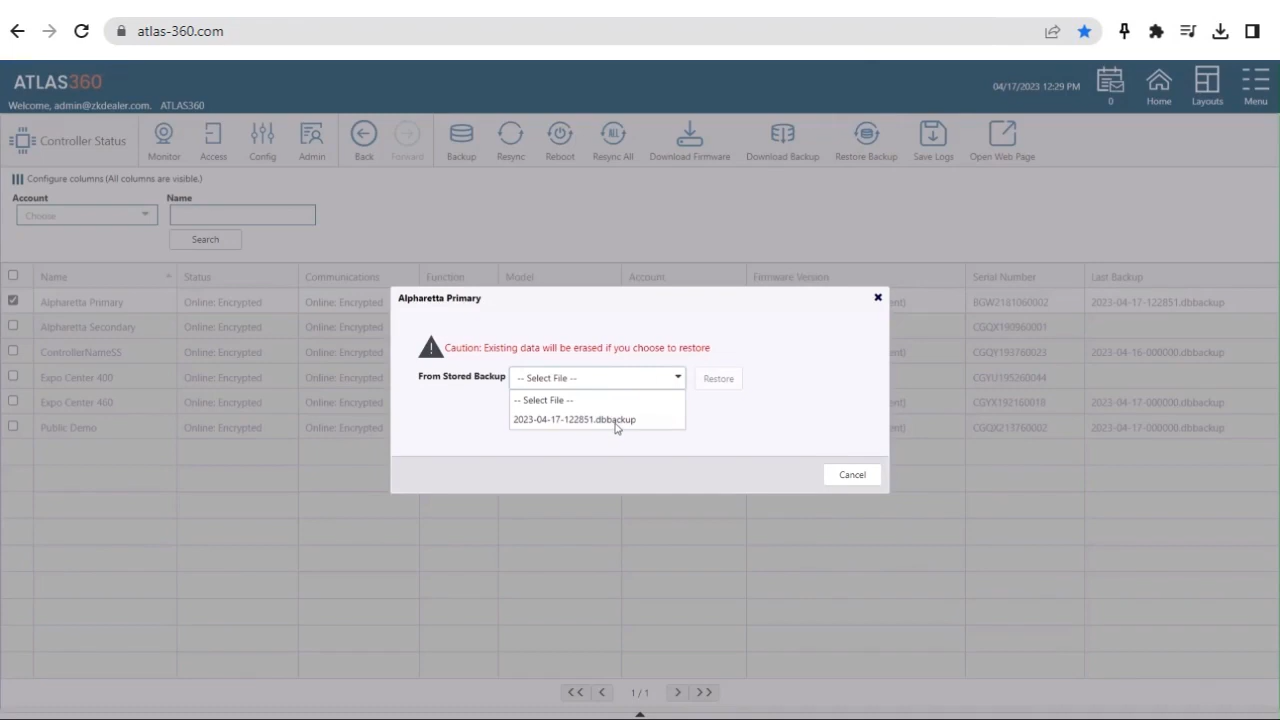 atlas-360.com
ATLAS360
04/17/2023 12:29 PM
0
Home
Layouts
Menu
Welcome, admin@zkdealer.com. ATLAS360
Controller Status
Monitor
Access
Config
Admin
Back
Forward
Backup
Resync
Reboot
ALL
Resync All
Download Firmware
Download Backup
Restore Backup
Save Logs
Open Web Page
Configure columns (All columns are visible.)
Account
Name
Choose
Search
Name Status Communications Function Model Account Firmware Version Serial Number Last Backup
Alpharetta Primary Online: Encrypted Online: Encrypted BGW2181060002 2023-04-17-122851.dbbackup
Alpharetta Secondary Online: Encrypted Online: Encrypted CGQX190960001
ControllerNameSS Online: Encrypted Online: Encrypted CGQY193760023 2023-04-16-000000.dbbackup
Expo Center 400 Online: Encrypted Online: Encrypted CGYU195260044
Expo Center 460 Online: Encrypted Online: Encrypted CGYX192160018 2023-04-17-000000.dbbackup
Public Demo Online: Encrypted Online: Encrypted CGQX213760002 2023-04-17-000000.dbbackup
Alpharetta Primary
Caution: Existing data will be erased if you choose to restore
From Stored Backup
-- Select File --
Restore
-- Select File --
2023-04-17-122851.dbbackup
Cancel
<< < 1 / 1 > >>